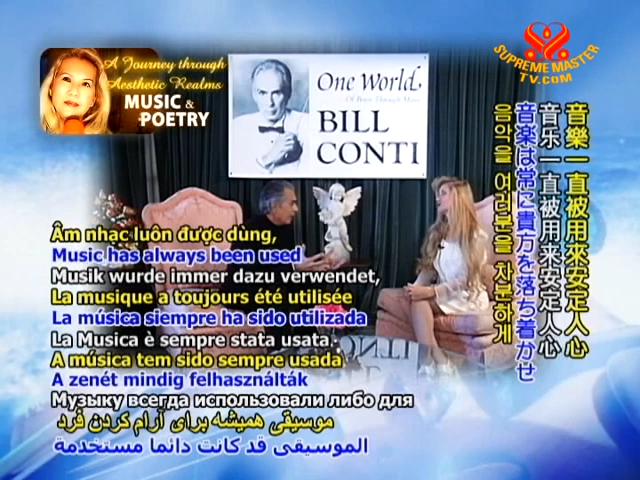 A Journey through
Aesthetic Realms
MUSIC &
POETRY
One World
BILL
CONTI
SUPREME MASTER
TV.COM
Âm nhạc luôn được dùng,
Music has always been used
Musik wurde immer dazu verwendet,
La musique a toujours été utilisée
La música siempre ha sido utilizada
La Musica è sempre stata usata.
A música tem sido sempre usada
A zenét mindig felhasználták
Музыку всегда использовали либо для
موسیقی همیشه برای آرام کردن فرد
الموسيقى قد كانت دائما مستخدمة
音樂一直被用來安定人心
音乐一直被用来安定人心
音楽は常に貴方を落ち着かせ
음악을 여러분을 차분하게